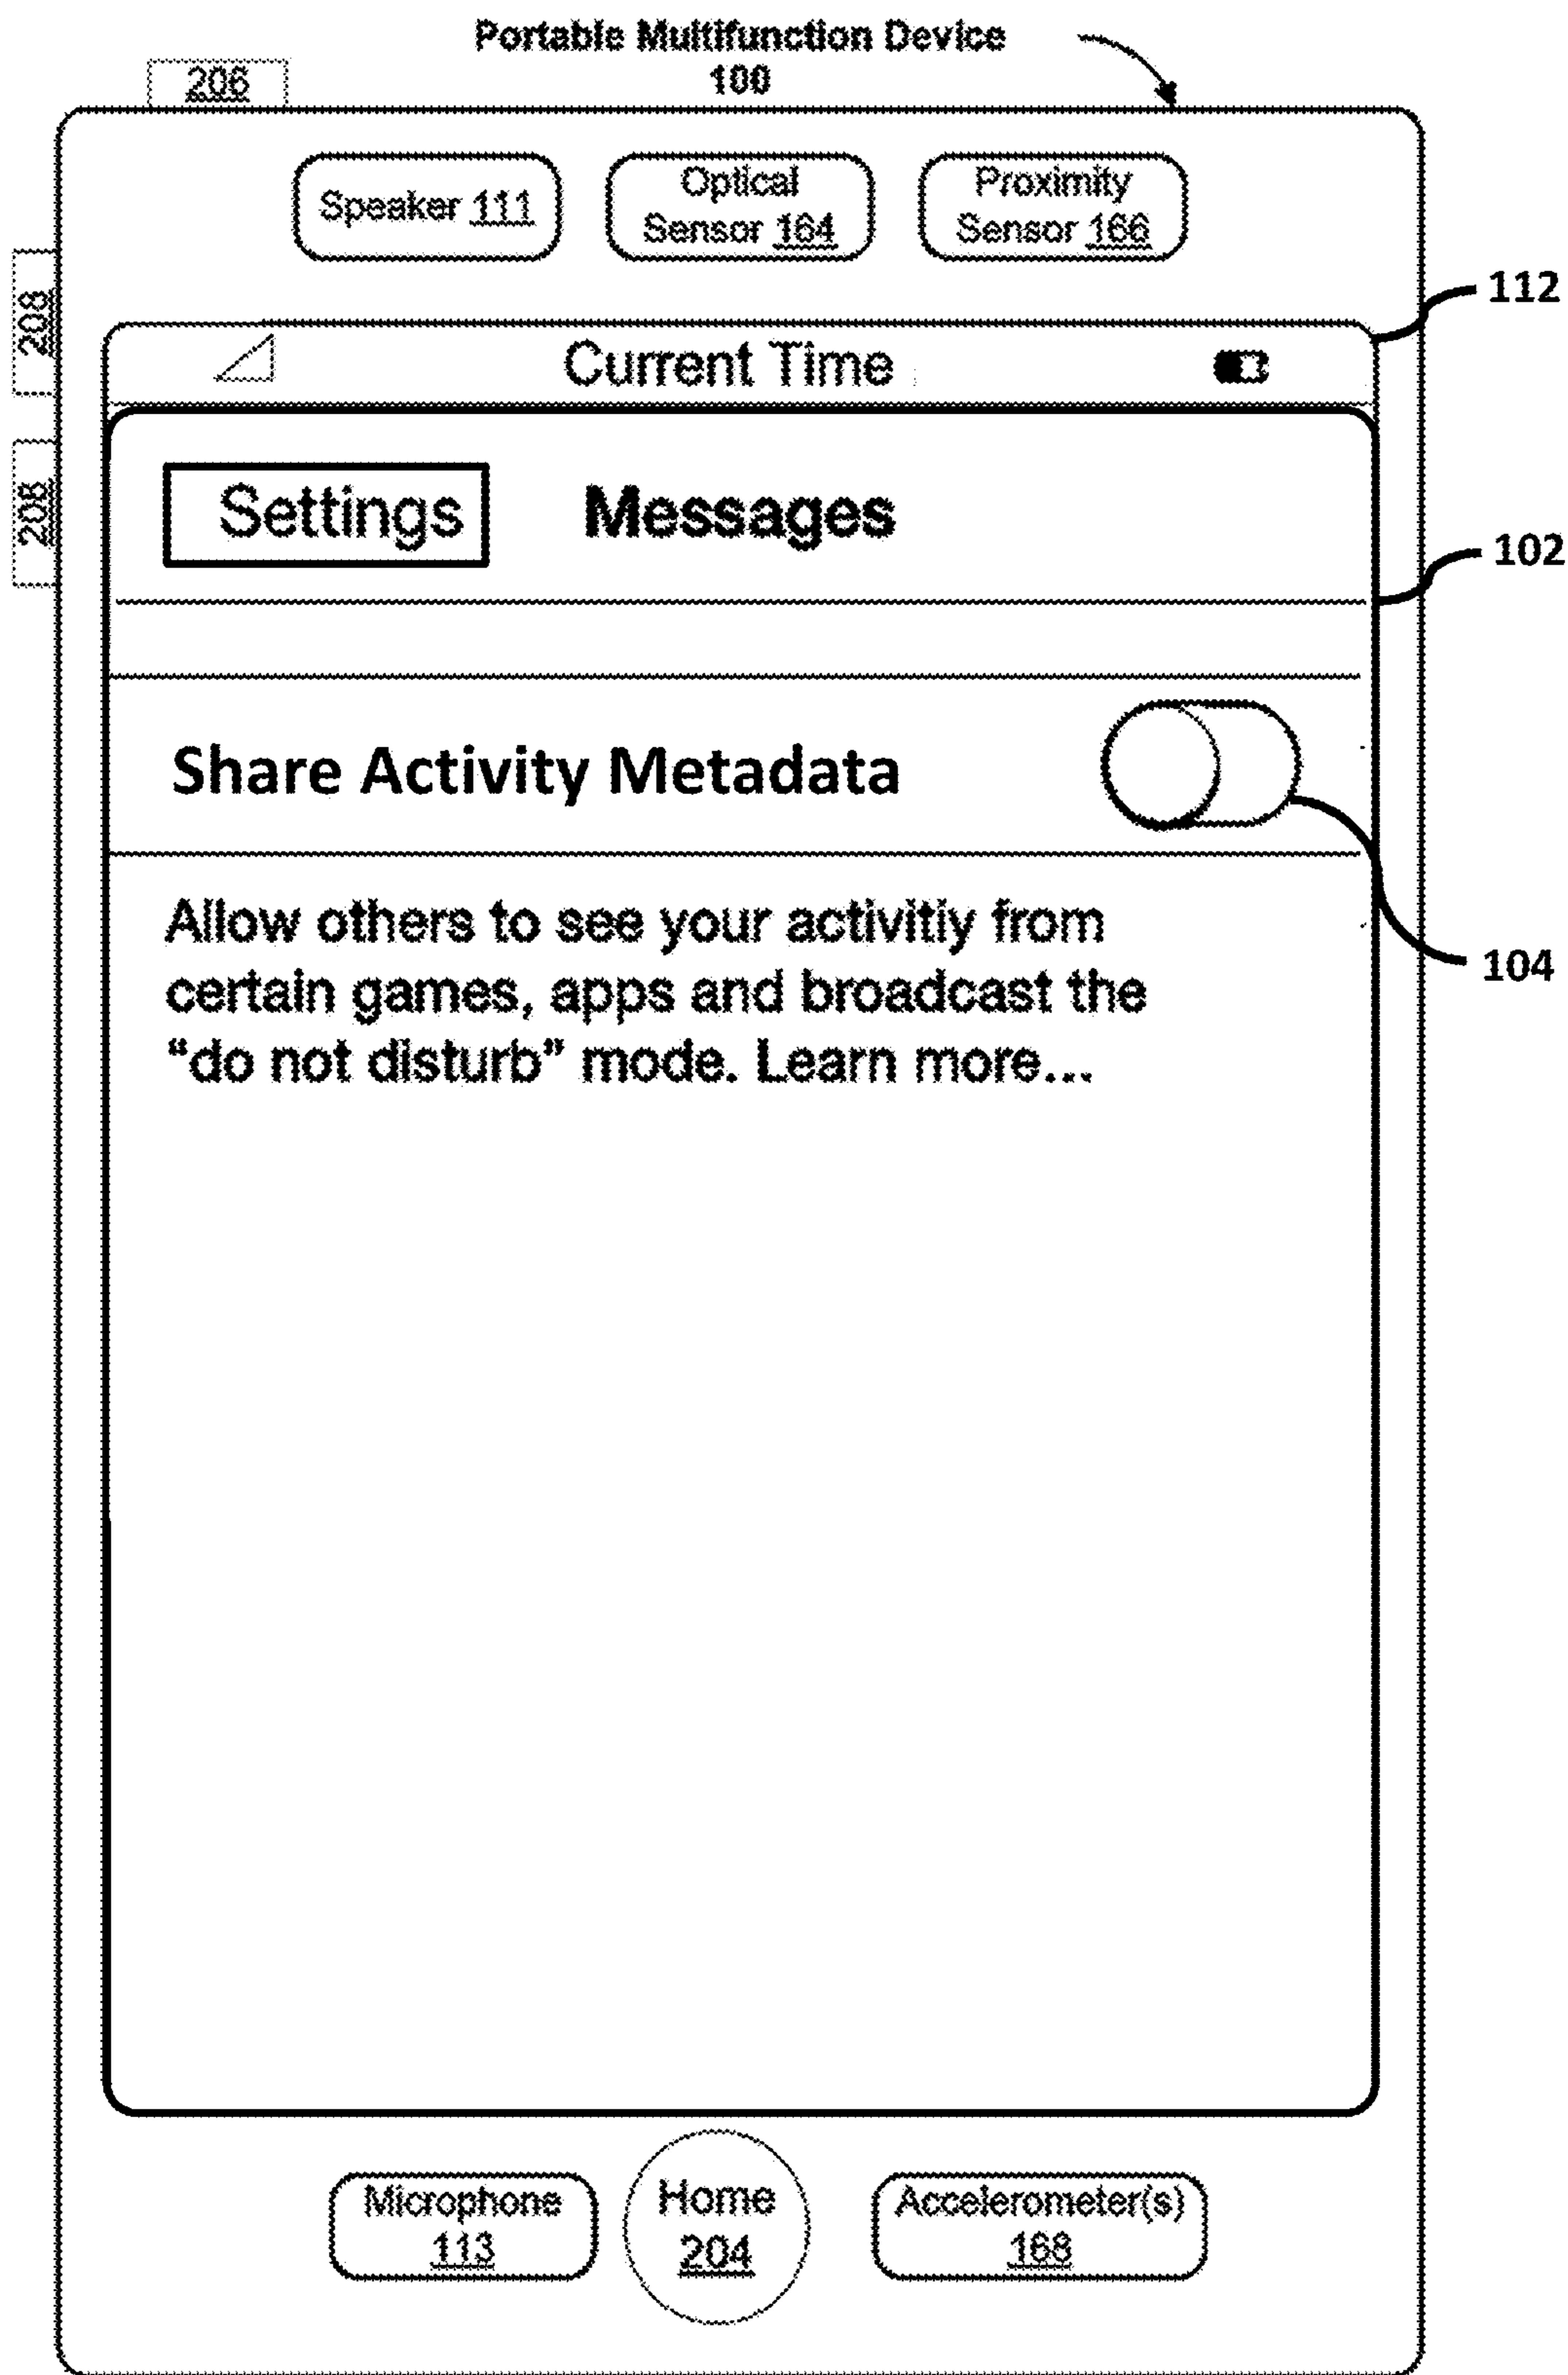 Portable Multifunction Device
100
206
Speaker 111
Optical
Sensor 164
Proximity
Sensor 166
208
112
Current Time
208
Settings
Messages
102
Share Activity Metadata
104
Allow others to see your activitiy from
certain games, apps and broadcast the
“do not disturb” mode. Learn more...
Microphone
113
Home
204
Accelerometer(s)
168